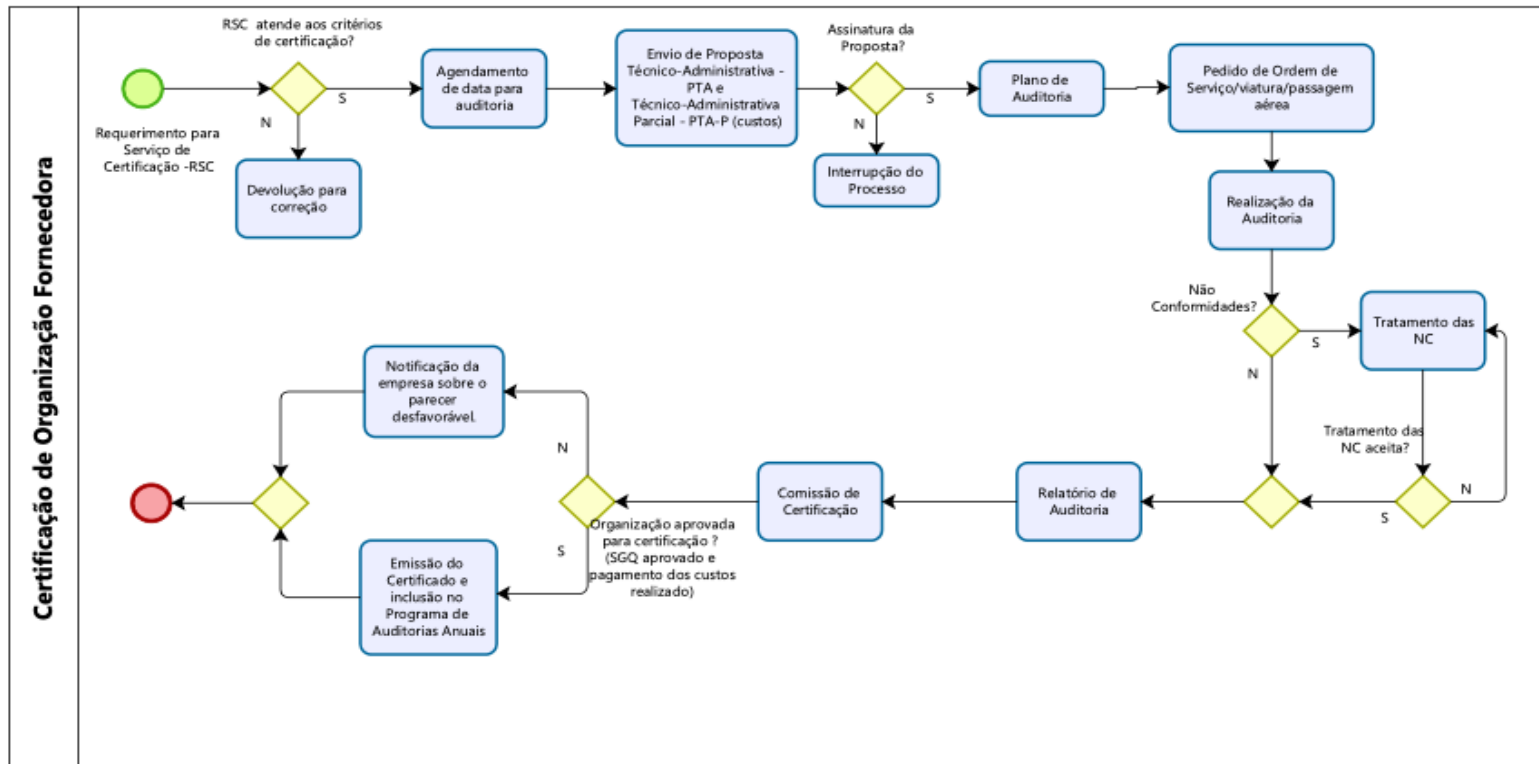 Certificação de Organização Fornecedora
Requerimento para
Serviço de
Certificação -RSC
RSC atende aos critérios
de certificação?
S
N
Devolução para
correção
Agendamento
de data para
auditoria
Envio de Proposta
Técnico-Administrativa -
PTA e
Técnico-Administrativa
Parcial - PTA-P (custos)
Assinatura da
Proposta?
S
N
Interrupção do
Processo
Plano de
Auditoria
Pedido de Ordem de
Serviço/viatura/passagem
aérea
Realização da
Auditoria
Não
Conformidades?
S
N
Tratamento das
NC
Tratamento das
NC aceita?
N
S
Relatório de
Auditoria
Comissão de
Certificação
Organização aprovada
para certificação ?
(SGQ aprovado e
pagamento dos custos
realizado)
N
S
Notificação da
empresa sobre o
parecer
desfavorável.
Emissão do
Certificado e
inclusão no
Programa de
Auditorias Anuais